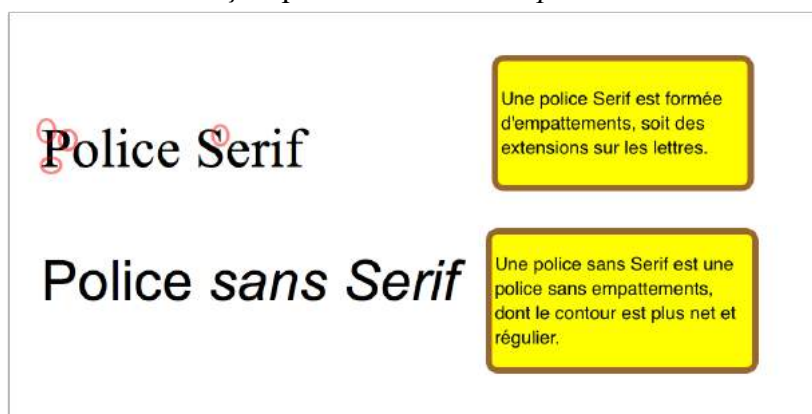 Police Serif
Une police Serif est formée
d'empattements, soit des
extensions sur les lettres.
Police sans Serif
Une police sans Serif est une
police sans empattements,
dont le contour est plus net et
régulier.